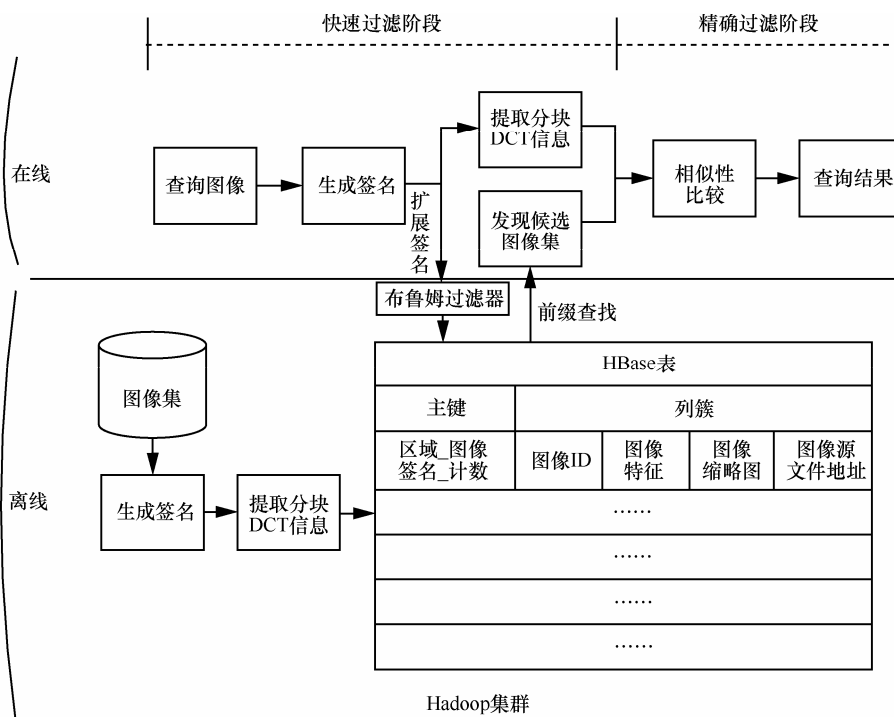 快速过滤阶段
精确过滤阶段
在线
查询图像
生成签名
扩展签名
提取分块
DCT信息
发现候选
图像集
相似性
比较
查询结果
布鲁姆过滤器
前缀查找
离线
图像集
生成签名
提取分块
DCT信息
HBase表
主键
列簇
区域_图像
签名_计数
图像ID
图像
特征
图像
缩略图
图像源
文件地址
……
……
……
……
Hadoop集群